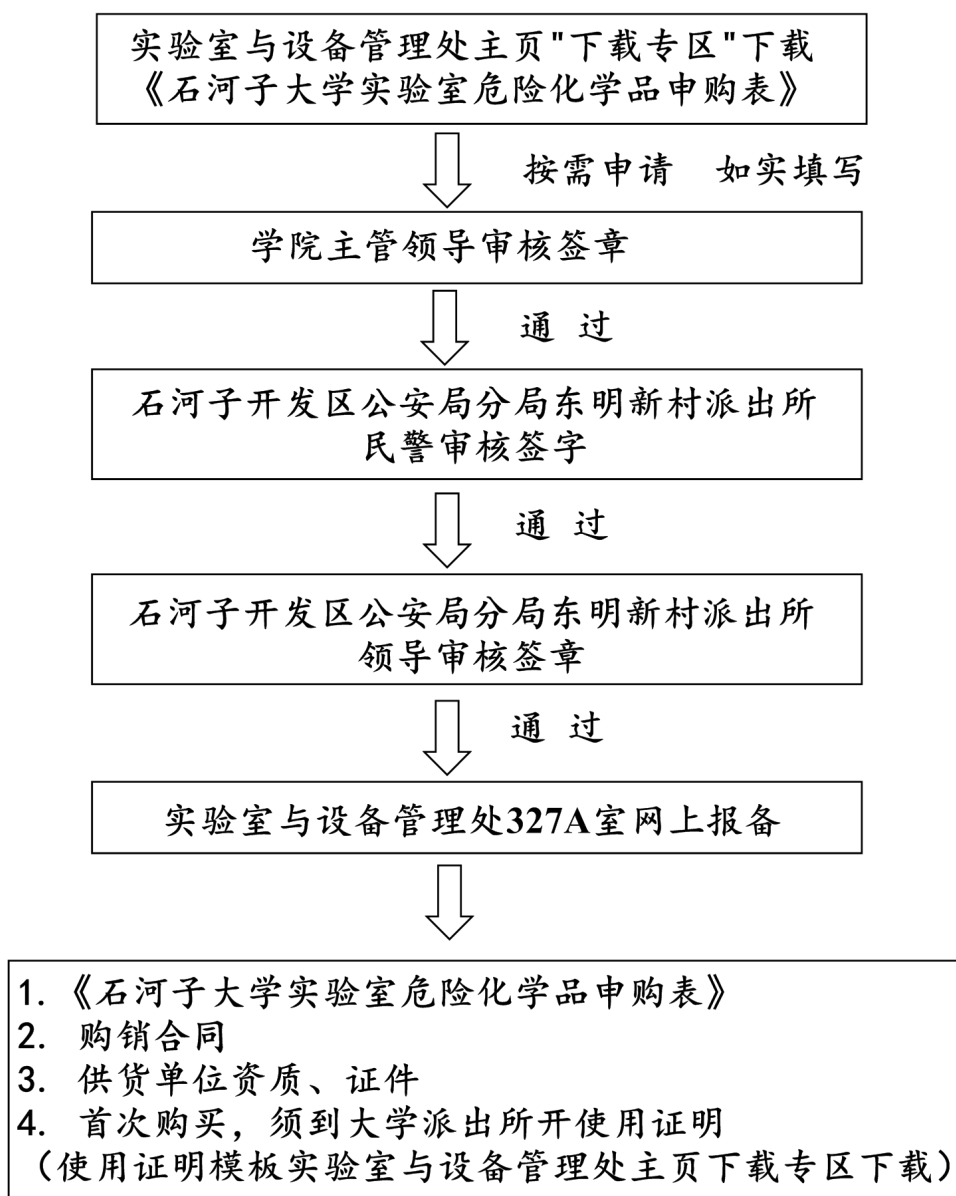 实验室与设备管理处主页"下载专区"下载
《石河子大学实验室危险化学品申购表》
按需申请 如实填写
学院主管领导审核签章
通 过
石河子开发区公安局分局东明新村派出所
民警审核签字
通 过
石河子开发区公安局分局东明新村派出所
领导审核签章
通 过
实验室与设备管理处327A室网上报备
1. 《石河子大学实验室危险化学品申购表》
2. 购销合同
3. 供货单位资质、证件
4. 首次购买，须到大学派出所开使用证明
（使用证明模板实验室与设备管理处主页下载专区下载）